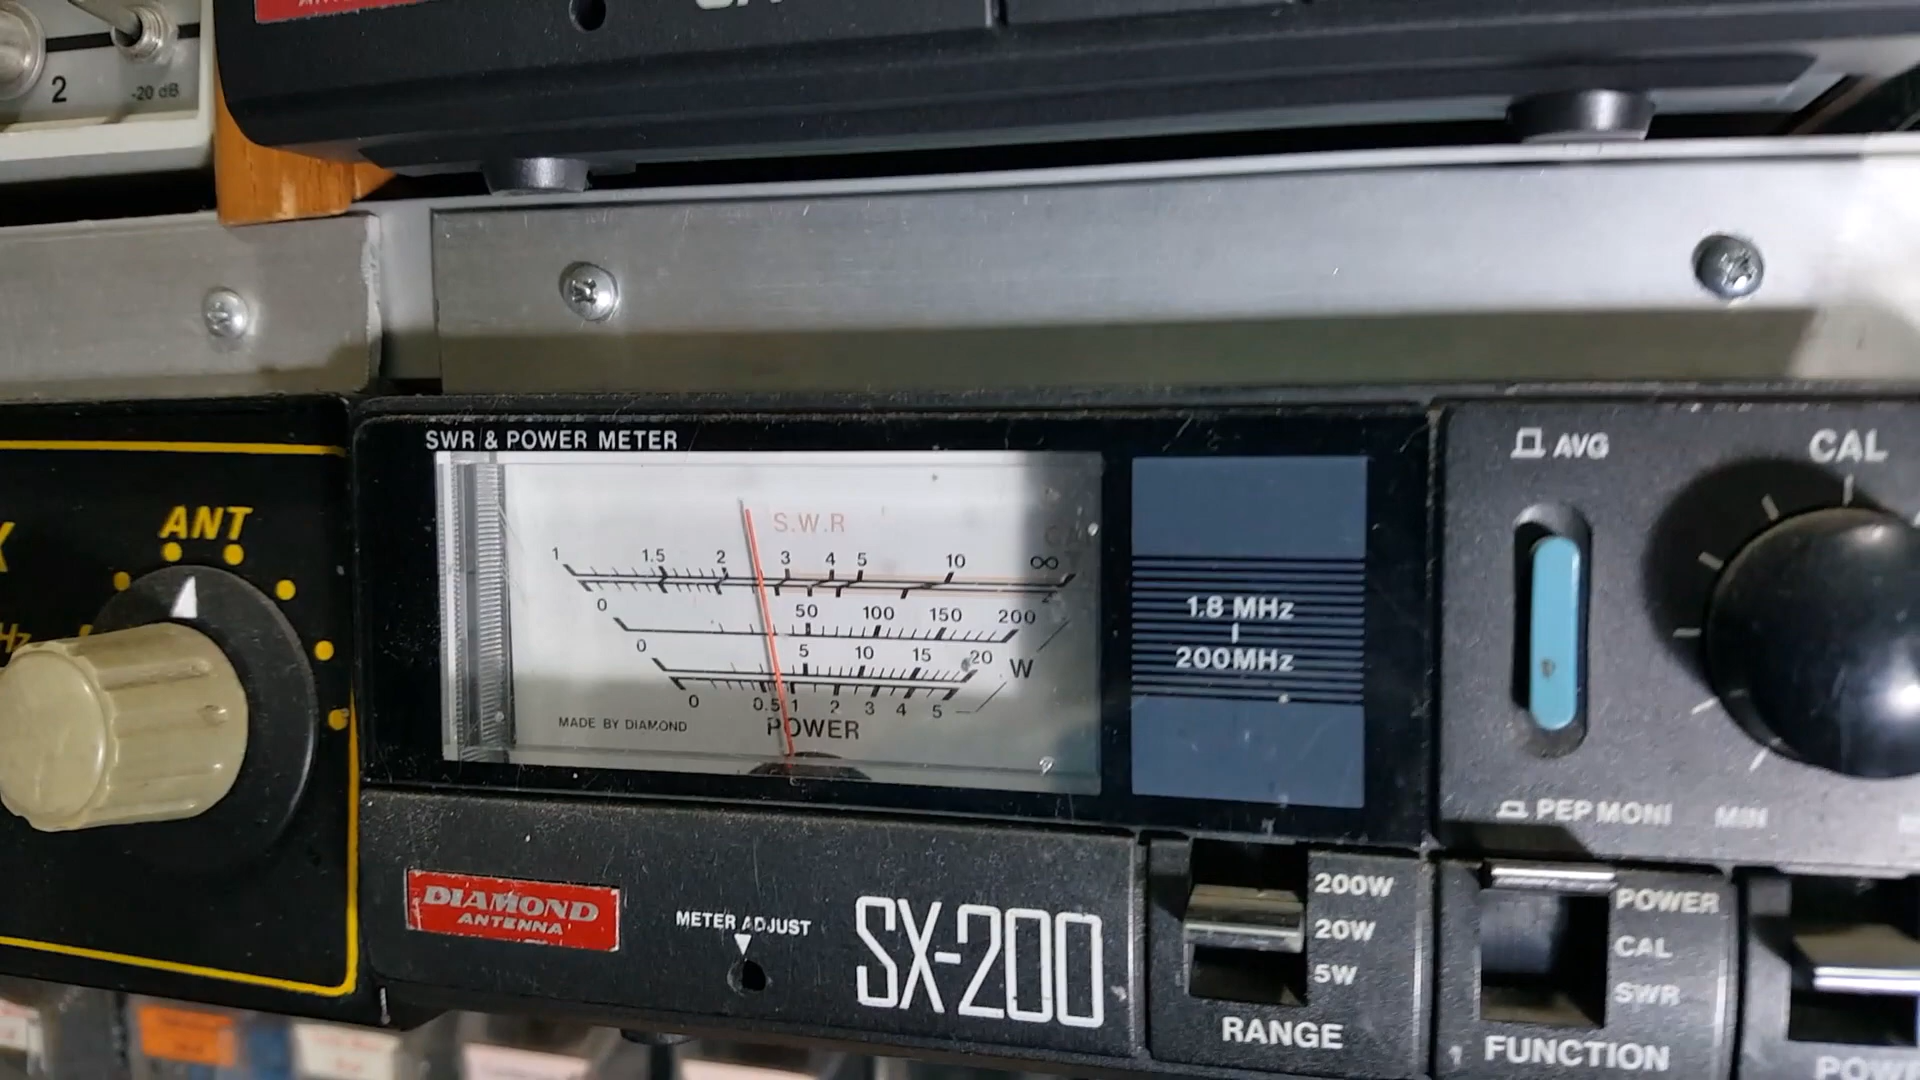 2
-20 dB
SWR & POWER METER
ANT
S.W.R
1 1.5 2 3 4 5 10 ∞
0 50 100 150 200
0 5 10 15 20
W
0 0.5 1 2 3 4 5
MADE BY DIAMOND
POWER
1.8 MHz
200MHz
AVG
CAL
PEP MONI
MIN
DIAMOND
ANTENNA
METER ADJUST
SX-200
200W
20W
5W
RANGE
POWER
CAL
SWR
FUNCTION